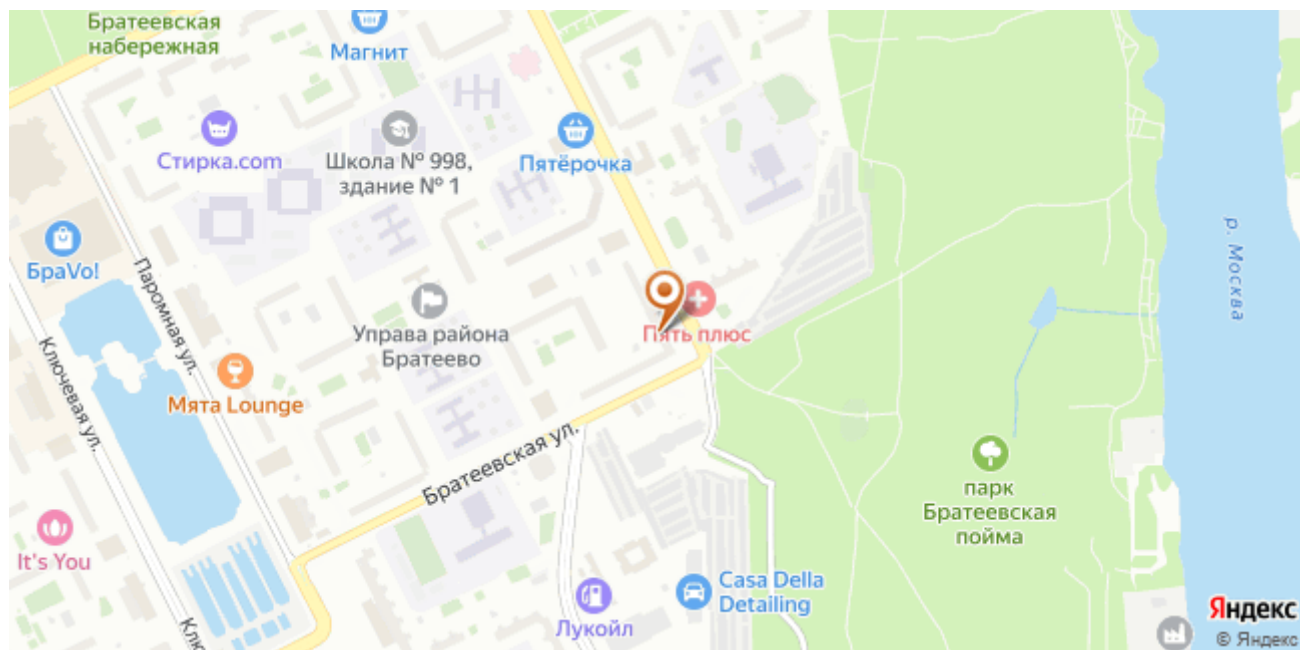 Братеевская
набережная
Магнит
Стирка.com
Школа № 998,
здание № 1
Пятёрочка
БраVo!
Паромная ул.
р. Москва
Управа района
Братеево
Пять плюс
Ключевая ул.
Мята Lounge
Братеевская ул.
парк
Братеевская
пойма
It's You
Casa Della
Detailing
Лукойл
Клю
Яндекс
© Яндекс